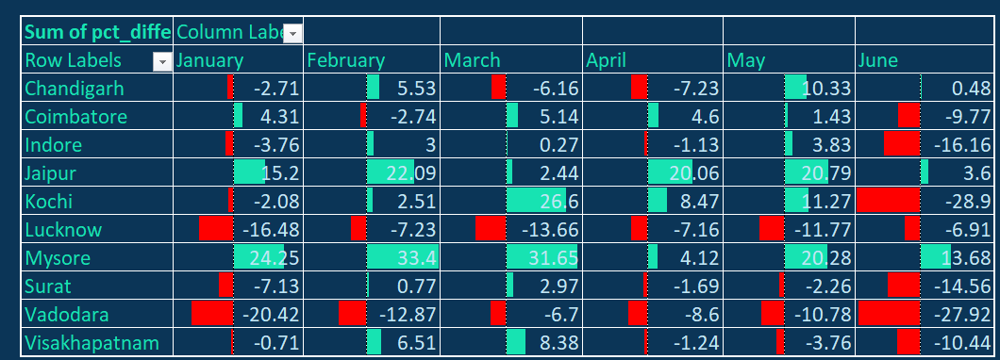 Sum of pct_diffe Column Labe
Row Labels January February March April May June
Chandigarh -2.71 5.53 -6.16 -7.23 10.33 0.48
Coimbatore 4.31 -2.74 5.14 4.6 1.43 -9.77
Indore -3.76 3 0.27 -1.13 3.83 -16.16
Jaipur 15.2 22.09 2.44 20.06 20.79 3.6
Kochi -2.08 2.51 26.6 8.47 11.27 -28.9
Lucknow -16.48 -7.23 -13.66 -7.16 -11.77 -6.91
Mysore 24.25 33.4 31.65 4.12 20.28 13.68
Surat -7.13 0.77 2.97 -1.69 -2.26 -14.56
Vadodara -20.42 -12.87 -6.7 -8.6 -10.78 -27.92
Visakhapatnam -0.71 6.51 8.38 -1.24 -3.76 -10.44